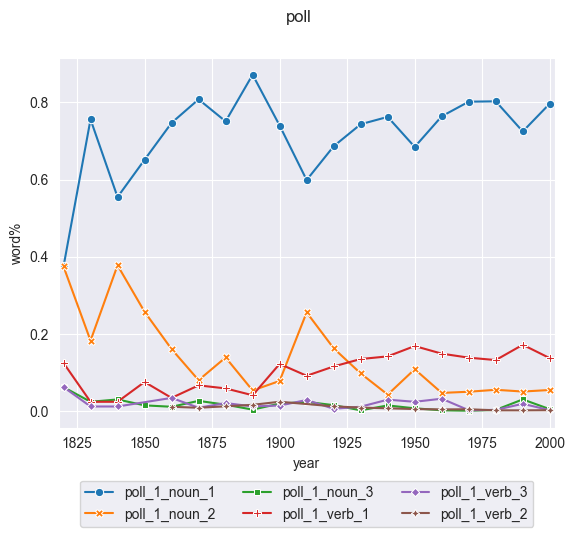 poll
0.8
0.6
0.4
0.2
0.0
word%
1825 1850 1875 1900 1925 1950 1975 2000
year
poll_1_noun_1 poll_1_noun_3 poll_1_verb_3
poll_1_noun_2 poll_1_verb_1 poll_1_verb_2